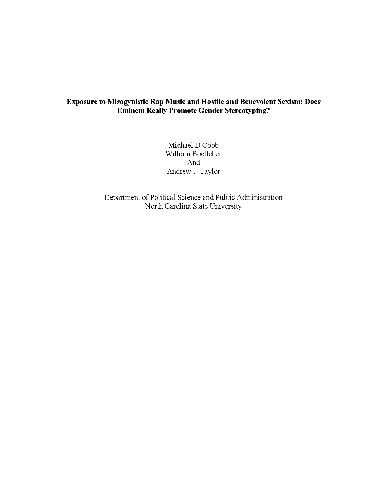 Exposure to Misogynistic Rap Music and Hostile and Benevolent Sexism: Does
Eminem Really Promote Gender Stereotyping?
Michael D Cobb
William Boettcher
And
Andrew J. Taylor
Department of Political Science and Public Administration
North Carolina State University